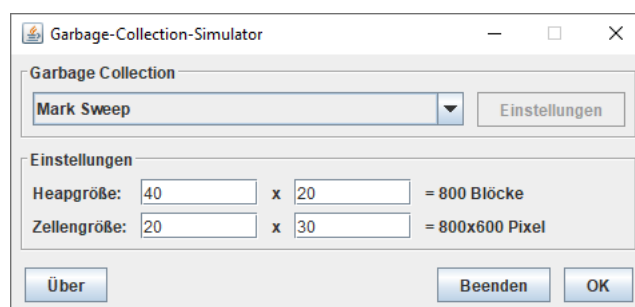 Garbage-Collection-Simulator
Garbage Collection
Mark Sweep Einstellungen
Einstellungen
Heapgröße: 40 x 20 = 800 Blöcke
Zellengröße: 20 x 30 = 800x600 Pixel
Über Beenden OK